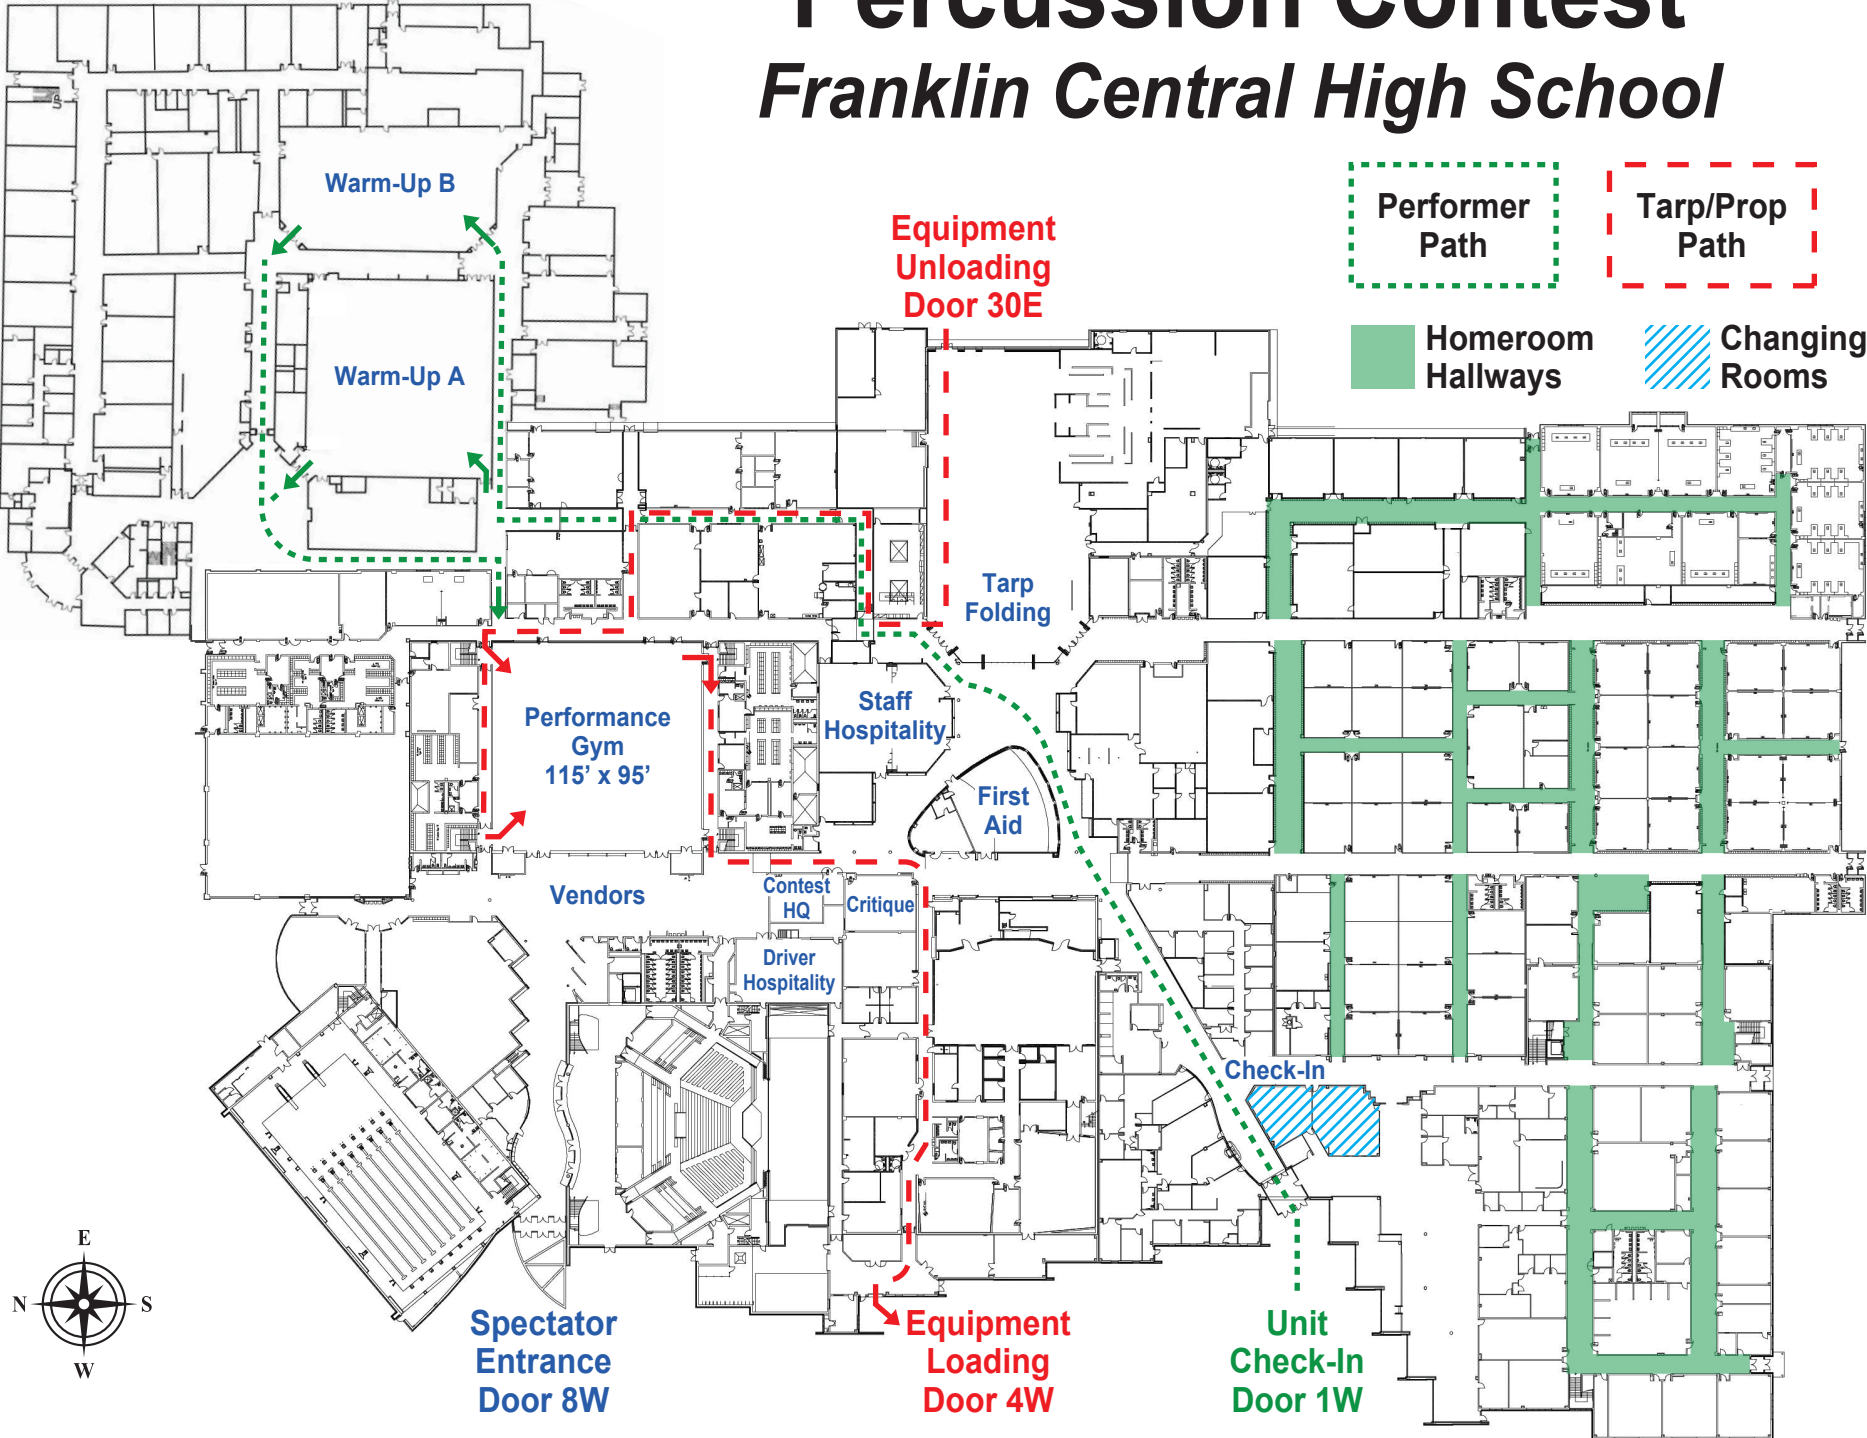 Percussion Contest
Franklin Central High School
Performer
Path
Tarp/Prop
Path
Homeroom
Hallways
Changing
Rooms
Warm-Up B
Equipment
Unloading
Door 30E
Warm-Up A
Tarp
Folding
Performance
Gym
115’ x 95’
Staff
Hospitality
First
Aid
Vendors
Contest
HQ
Critique
Driver
Hospitality
Check-In
E
N
S
W
Spectator
Entrance
Door 8W
Equipment
Loading
Door 4W
Unit
Check-In
Door 1W